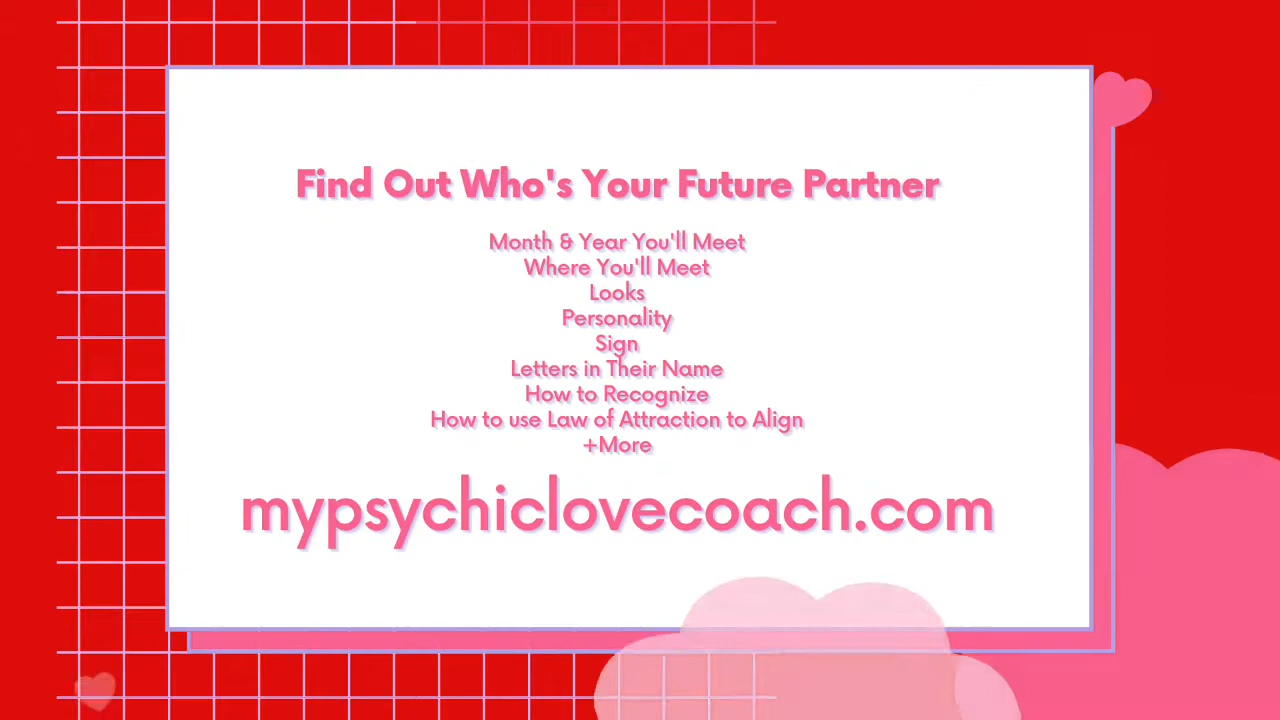 Find Out Who's Your Future Partner
Month & Year You'll Meet
Where You'll Meet
Looks
Personality
Sign
Letters in Their Name
How to Recognize
How to use Law of Attraction to Align
+More
mypsychiclovecoach.com